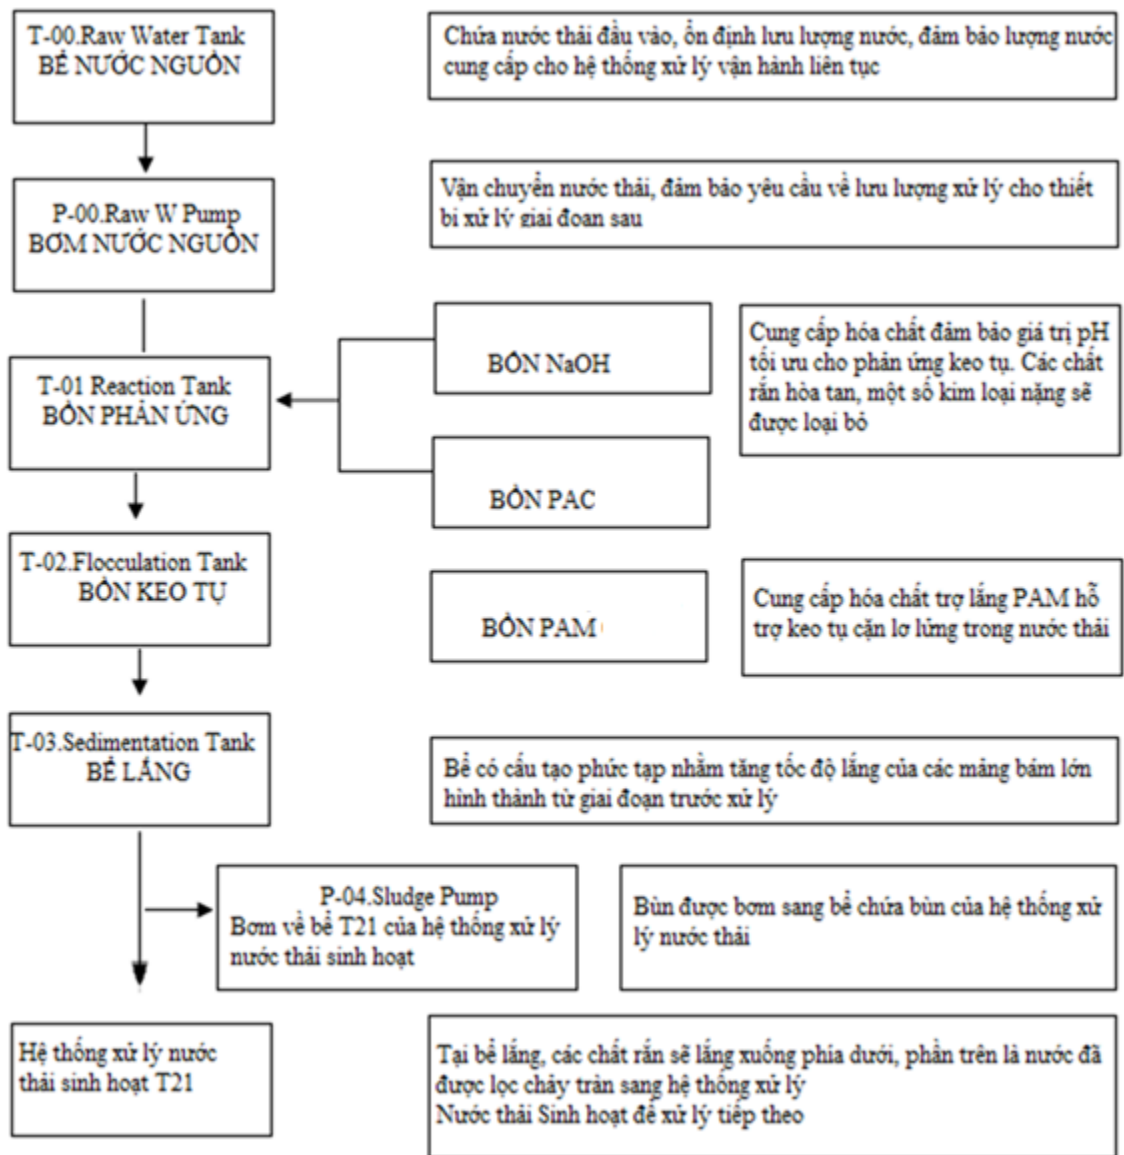 T-00.Raw Water Tank
BỂ NƯỚC NGUỒN
Chứa nước thải đầu vào, ổn định lưu lượng nước, đảm bảo lượng nước
cung cấp cho hệ thống xử lý vận hành liên tục
P-00.Raw W Pump
BƠM NƯỚC NGUỒN
Vận chuyển nước thải, đảm bảo yêu cầu về lưu lượng xử lý cho thiết
bị xử lý giai đoạn sau
T-01 Reaction Tank
BỒN PHẢN ỨNG
BỒN NaOH
Cung cấp hóa chất đảm bảo giá trị pH
tối ưu cho phản ứng keo tụ. Các chất
rắn hòa tan, một số kim loại nặng sẽ
được loại bỏ
BỒN PAC
T-02.Flocculation Tank
BỒN KEO TỤ
BỒN PAM
Cung cấp hóa chất trợ lắng PAM hỗ
trợ keo tụ cặn lơ lửng trong nước thải
T-03.Sedimentation Tank
BỂ LẮNG
Bể có cấu tạo phức tạp nhằm tăng tốc độ lắng của các mảng bám lớn
hình thành từ giai đoạn trước xử lý
P-04.Sludge Pump
Bơm về bể T21 của hệ thống xử lý
nước thải sinh hoạt
Bùn được bơm sang bể chứa bùn của hệ thống xử
lý nước thải
Hệ thống xử lý nước
thải sinh hoạt T21
Tại bể lắng, các chất rắn sẽ lắng xuống phía dưới, phần trên là nước đã
được lọc chảy tràn sang hệ thống xử lý
Nước thải Sinh hoạt để xử lý tiếp theo